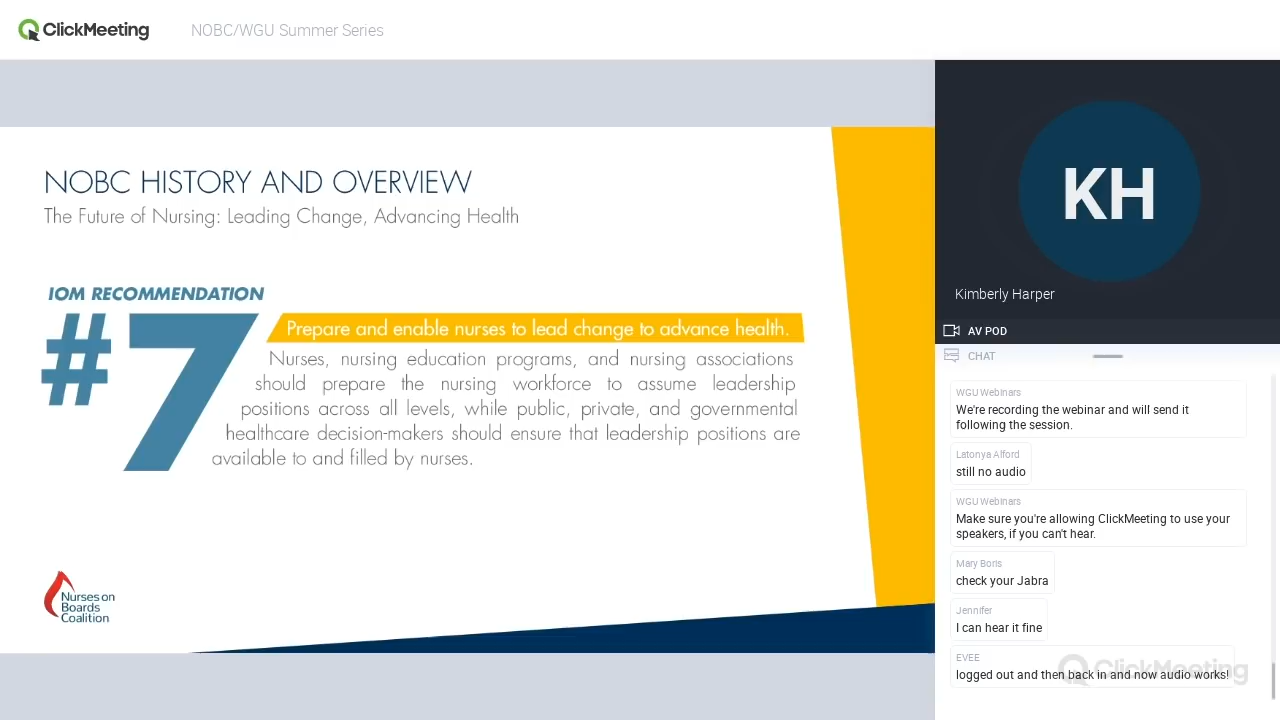 ClickMeeting
NOBC/WGU Summer Series
NOBC HISTORY AND OVERVIEW
The Future of Nursing: Leading Change, Advancing Health
IOM RECOMMENDATION
#7
Prepare and enable nurses to lead change to advance health.
Nurses, nursing education programs, and nursing associations
should prepare the nursing workforce to assume leadership
positions across all levels, while public, private, and governmental
healthcare decision-makers should ensure that leadership positions are
available to and filled by nurses.
Nurses on
Boards
Coalition
KH
Kimberly Harper
AV POD
CHAT
WGU Webinars
We're recording the webinar and will send it
following the session.
Latonya Alford
still no audio
WGU Webinars
Make sure you're allowing ClickMeeting to use your
speakers, if you can't hear.
Mary Boris
check your Jabra
Jennifer
I can hear it fine
EVEE
logged out and then back in and now audio works!
ClickMeeting